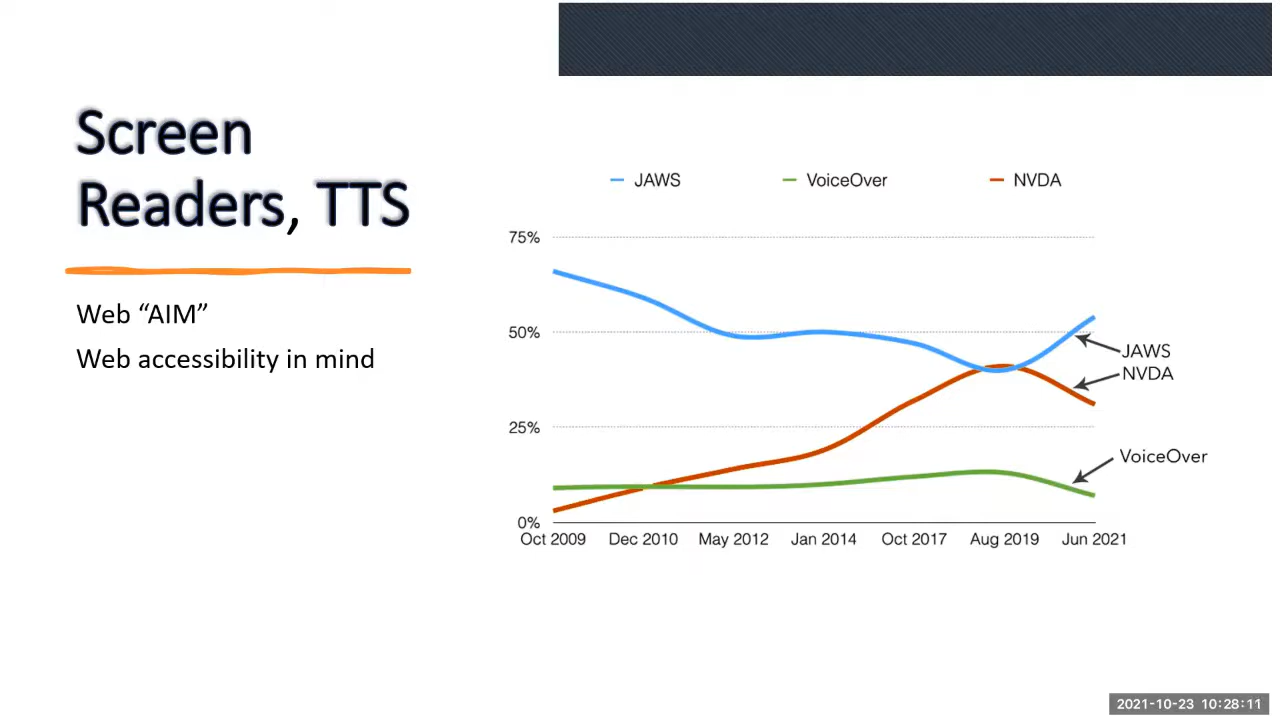 Screen
Readers, TTS
Web “AIM”
Web accessibility in mind
JAWS VoiceOver NVDA
75%
50%
25%
0%
JAWS
NVDA
VoiceOver
Oct 2009 Dec 2010 May 2012 Jan 2014 Oct 2017 Aug 2019 Jun 2021
2021-10-23 10:28:11